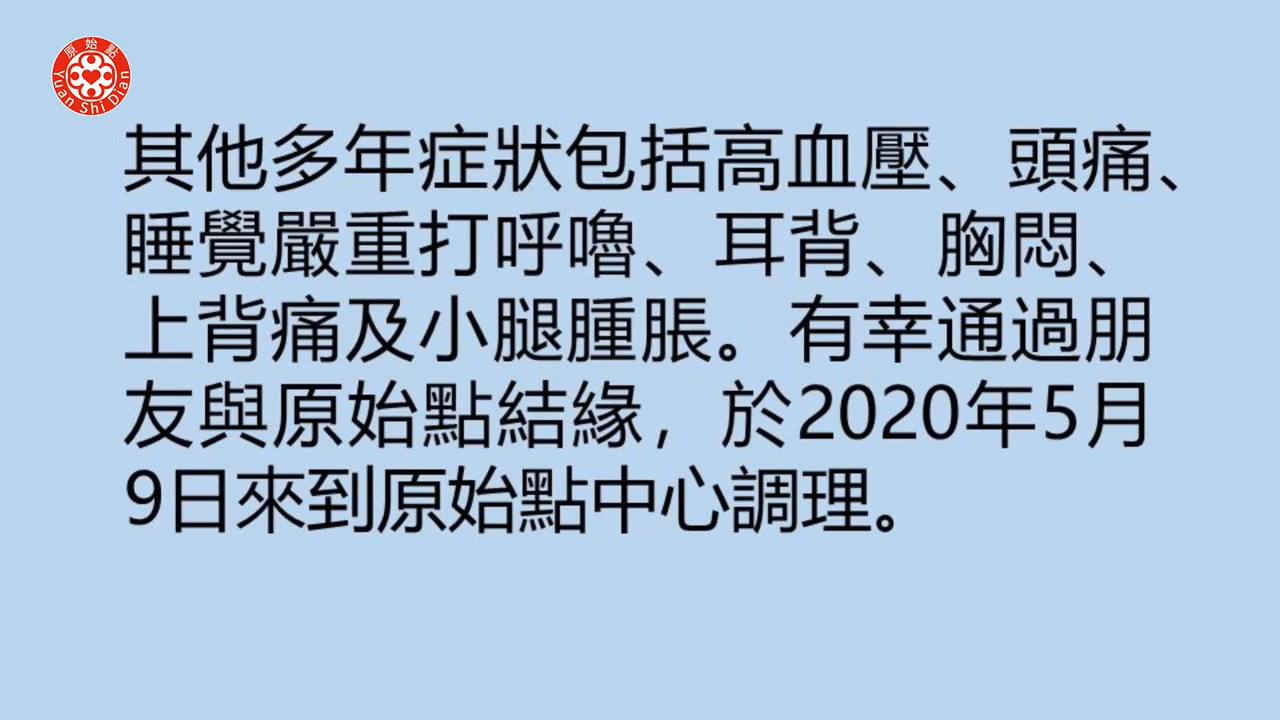 原始點
Yuan Shi Dian
其他多年症狀包括高血壓、頭痛、
睡覺嚴重打呼嚕、耳背、胸悶、
上背痛及小腿腫脹。有幸通過朋
友與原始點結緣，於2020年5月
9日來到原始點中心調理。